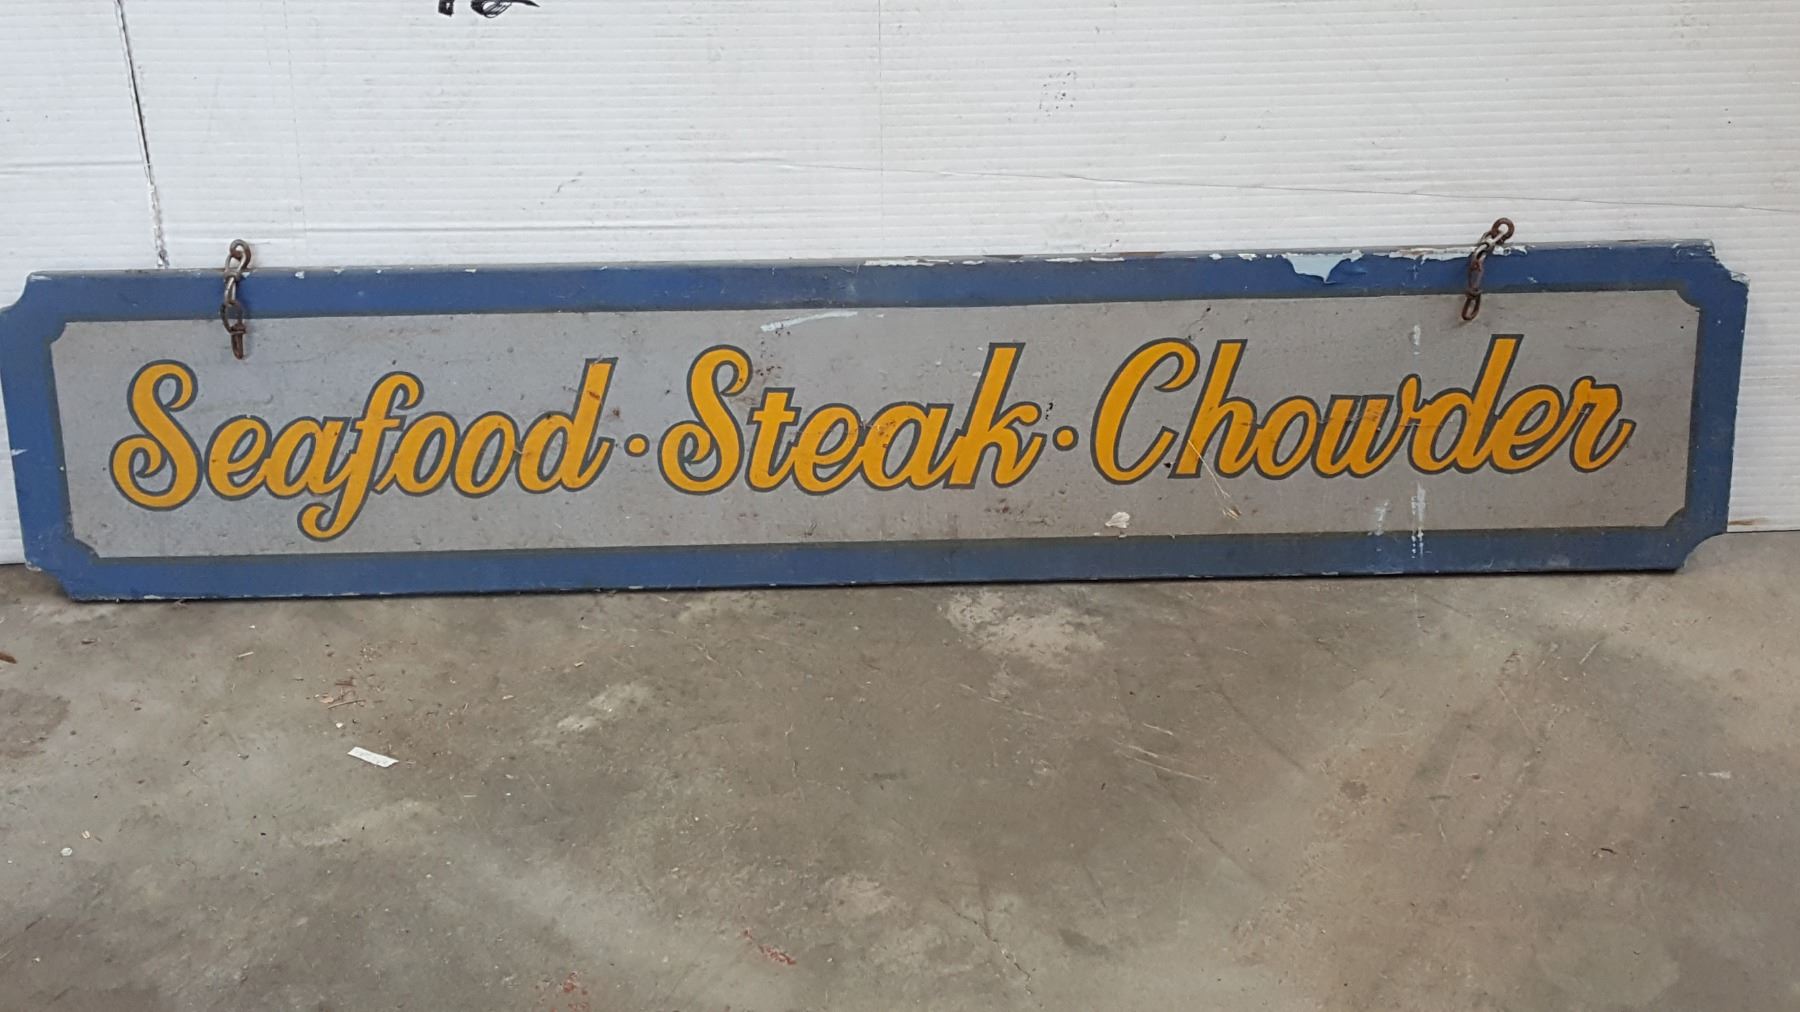 Seafood · Steak · Chowder